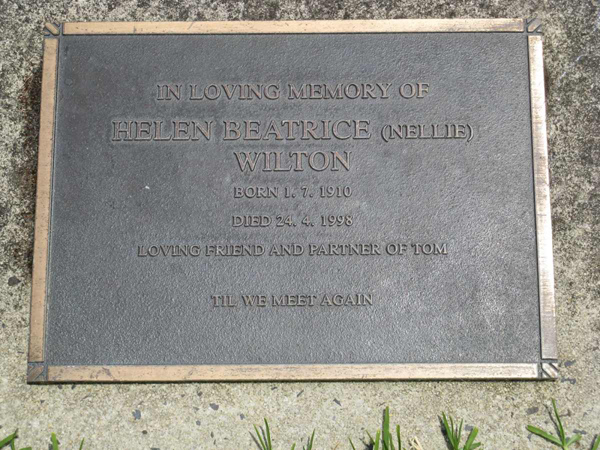 IN LOVING MEMORY OF
HELEN BEATRICE (NELLIE)
WILTON
BORN 1. 7. 1910
DIED 24. 4. 1998
LOVING FRIEND AND PARTNER OF TOM
TIL WE MEET AGAIN